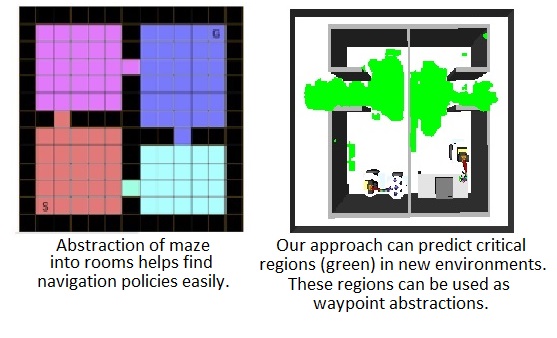 G
S
Abstraction of maze
into rooms helps find
navigation policies easily.
Our approach can predict critical
regions (green) in new environments.
These regions can be used as
waypoint abstractions.